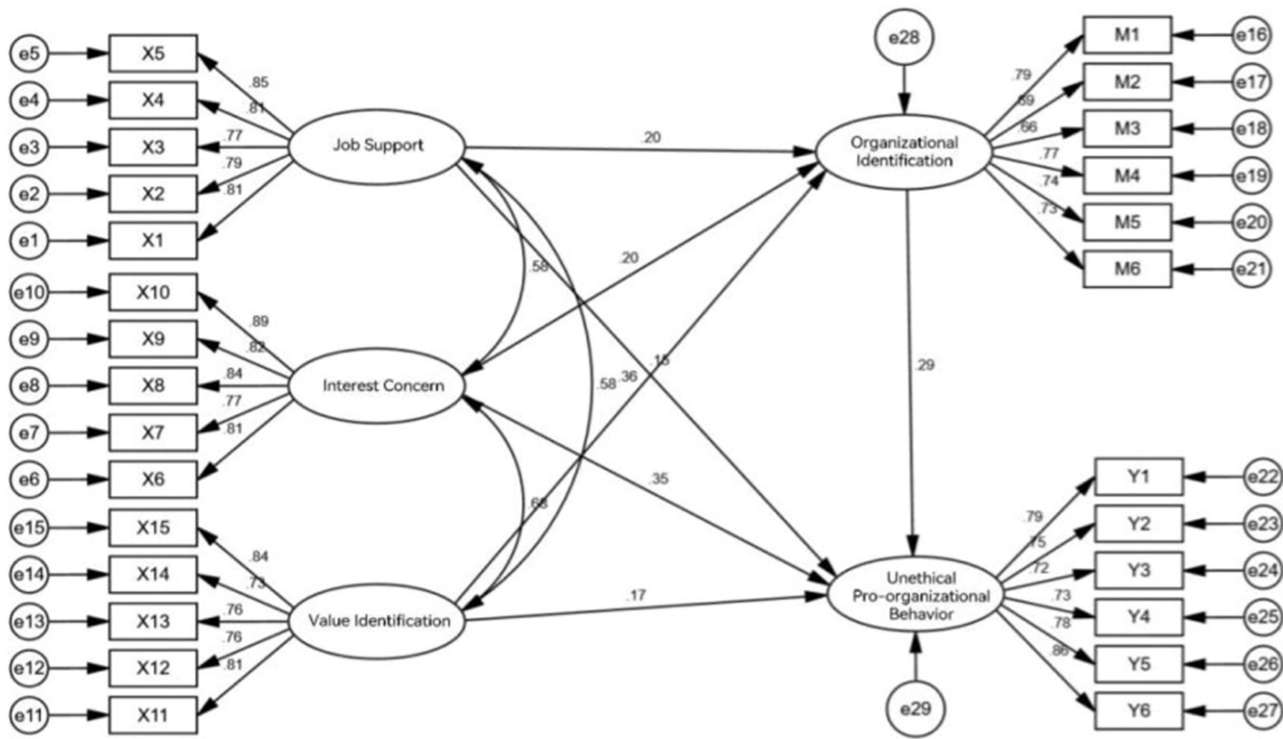 e5
X5
.85
e4
X4
.81
e3
X3
.77
e2
X2
.79
e1
X1
.81
Job Support
e10
X10
.89
e9
X9
.82
e8
X8
.84
e7
X7
.77
e6
X6
.81
Interest Concern
e15
X15
.84
e14
X14
.73
e13
X13
.76
e12
X12
.76
e11
X11
.81
Value Identification
.20
.20
.58
.15
.36
.58
.35
.17
.29
e28
Organizational
Identification
.79
M1
e16
M2
e17
.66
M3
e18
.77
M4
e19
.74
M5
e20
.73
M6
e21
Unethical
Pro-organizational
Behavior
e29
.79
Y1
e22
.75
Y2
e23
.72
Y3
e24
.73
Y4
e25
.78
Y5
e26
.86
Y6
e27